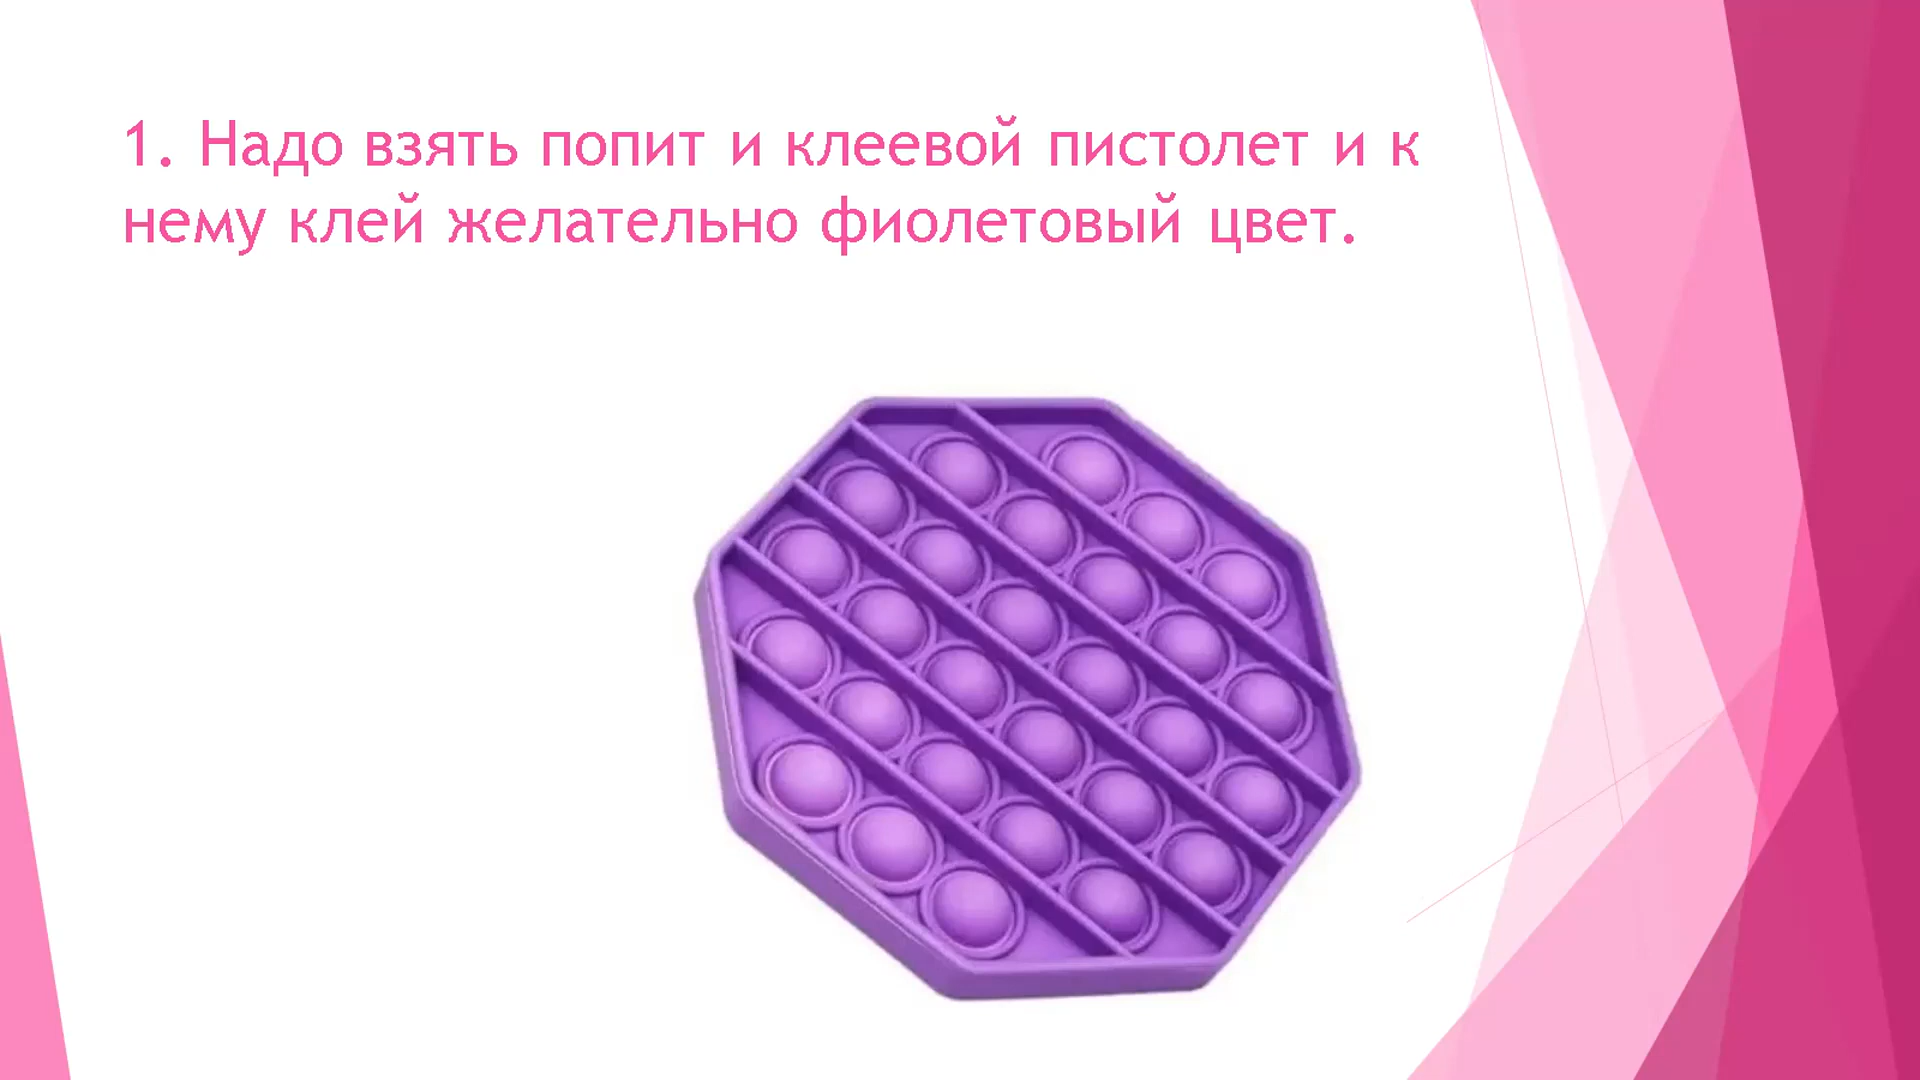 1. Надо взять попит и клеевой пистолет и к
нему клей желательно фиолетовый цвет.